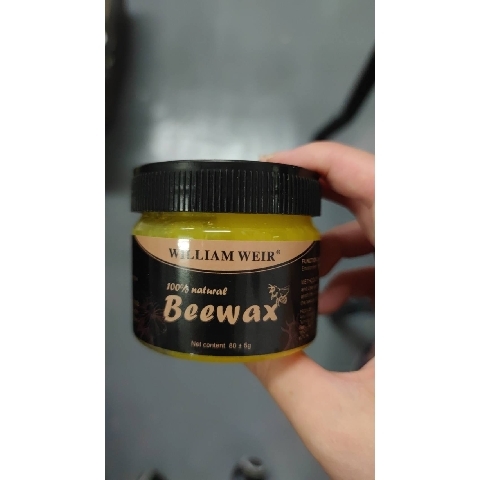 WILLIAM WEIR®
100% natural
Beewax
Net content 80 ± 5g